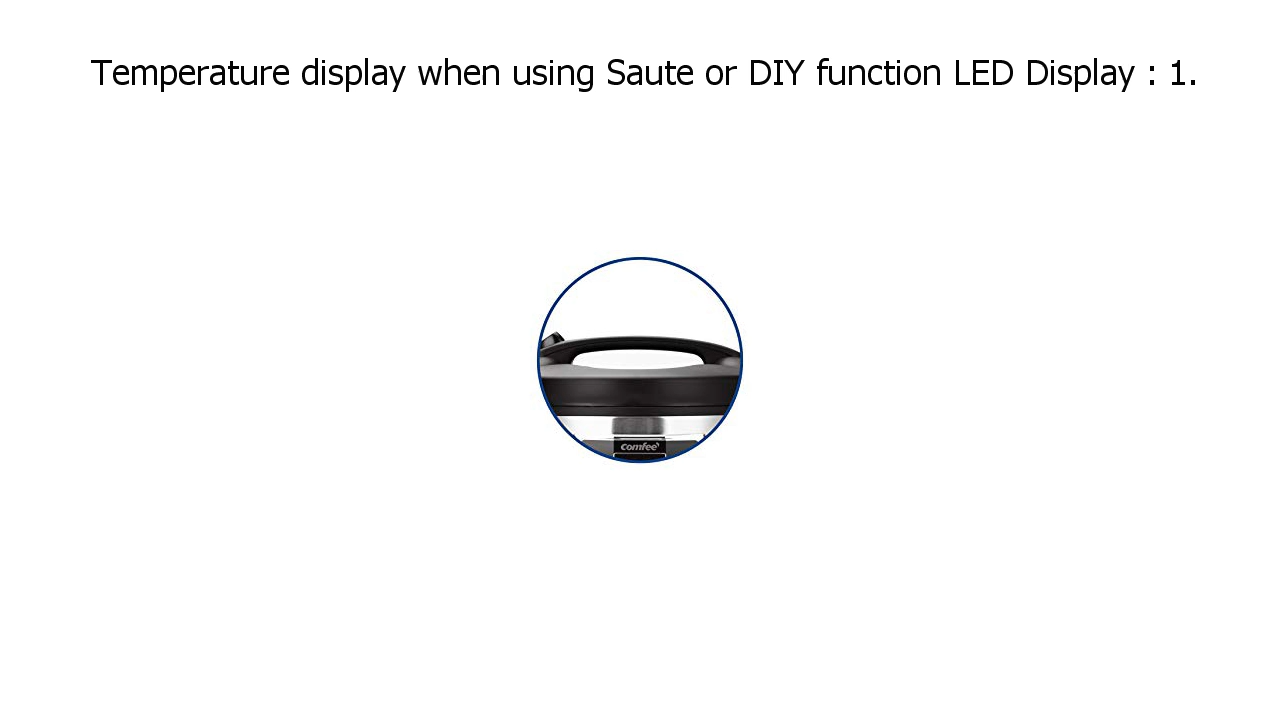 Temperature display when using Saute or DIY function LED Display : 1.
comfee